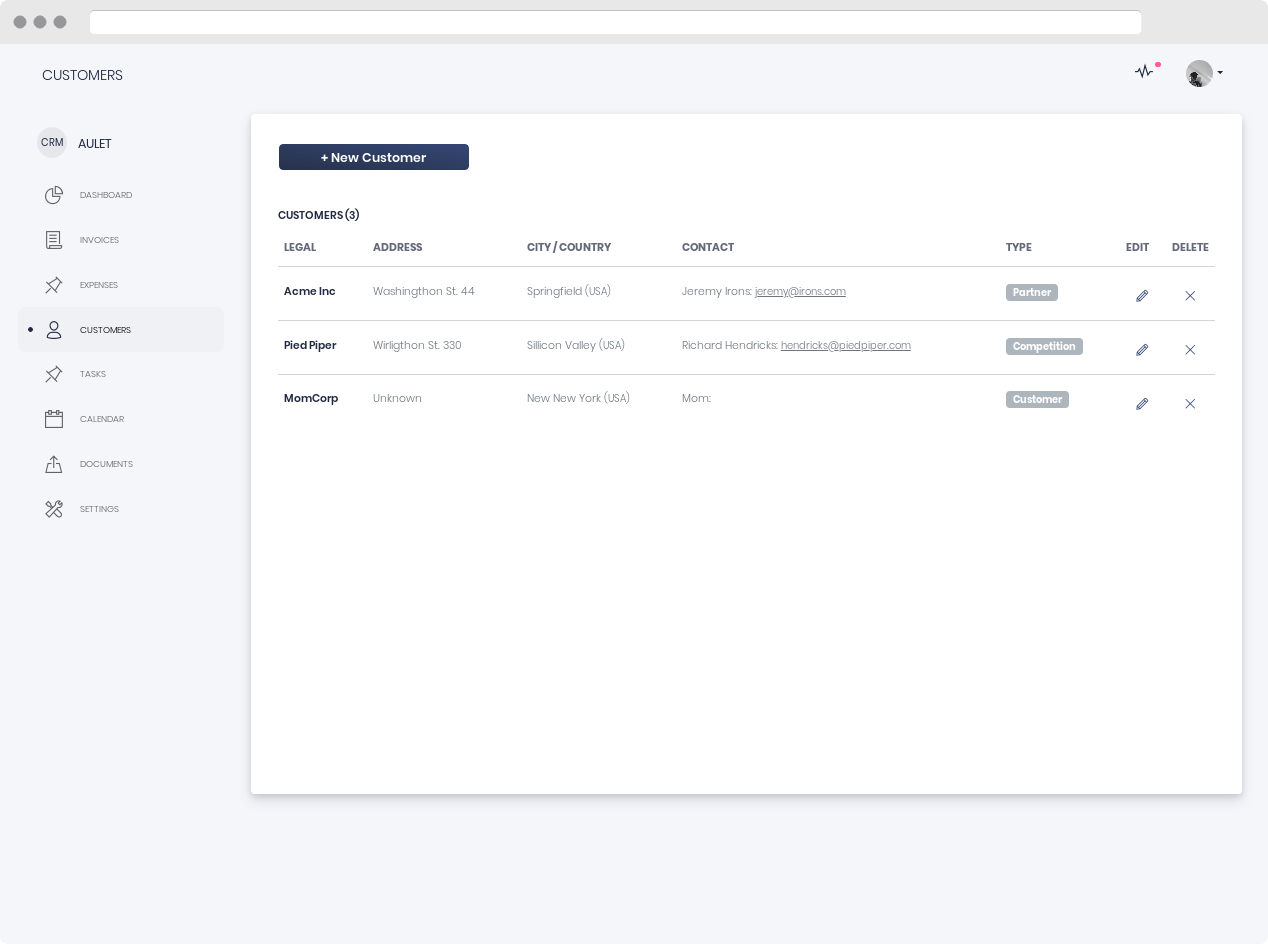 CUSTOMERS
CRM AULET
DASHBOARD
INVOICES
EXPENSES
CUSTOMERS
TASKS
CALENDAR
DOCUMENTS
SETTINGS
+ New Customer
CUSTOMERS (3)
LEGAL ADDRESS CITY / COUNTRY CONTACT TYPE EDIT DELETE
Acme Inc Washingthon St. 44 Springfield (USA) Jeremy Irons: jeremy@irons.com Partner
Pied Piper Wirligthon St. 330 Sillicon Valley (USA) Richard Hendricks: hendricks@piedpiper.com Competition
MomCorp Unknown New New York (USA) Mom: Customer